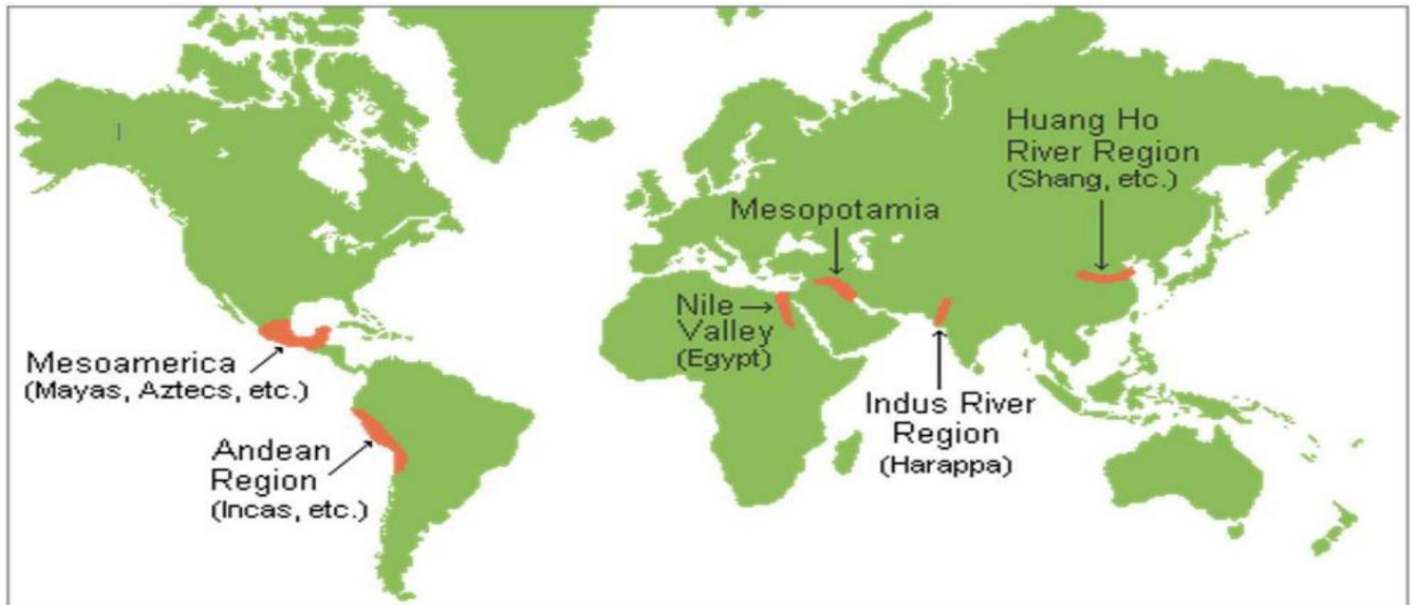 Huang Ho
River Region
(Shang, etc.)
Mesopotamia
Nile
Valley
(Egypt)
Mesoamerica
(Mayas, Aztecs, etc.)
Indus River
Region
(Harappa)
Andean
Region
(Incas, etc.)